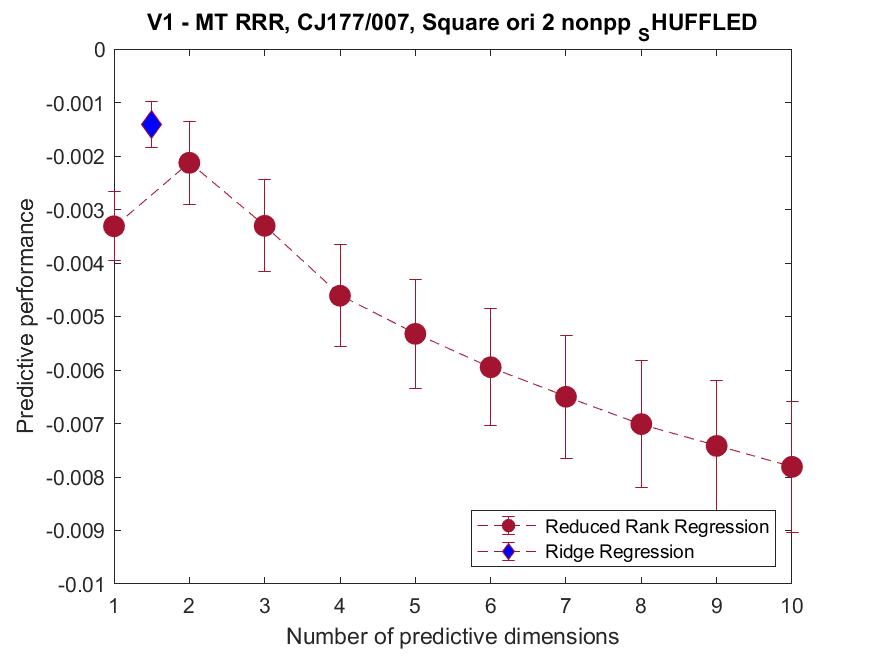 V1 - MT RRR, CJ177/007, Square ori 2 nonpp SHUFFLED
0
-0.001
-0.002
-0.003
-0.004
-0.005
-0.006
-0.007
-0.008
-0.009
-0.01
Predictive performance
Reduced Rank Regression
Ridge Regression
1 2 3 4 5 6 7 8 9 10
Number of predictive dimensions